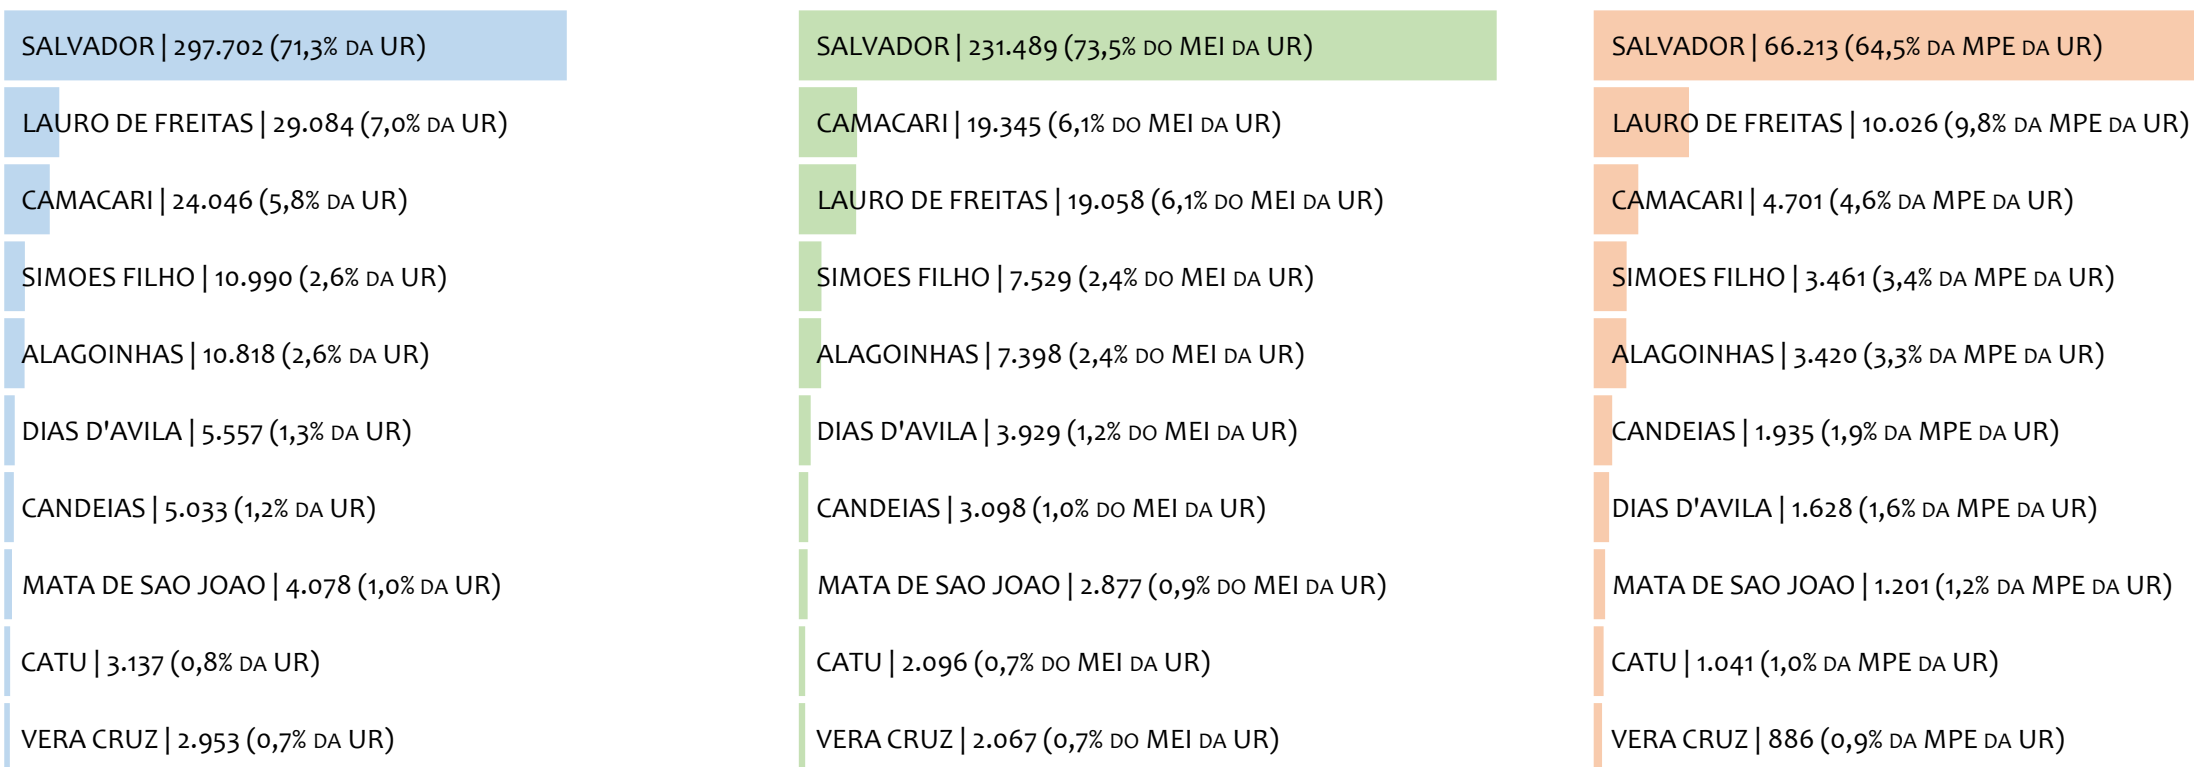 SALVADOR | 297.702 (71,3% DA UR)
LAURO DE FREITAS | 29.084 (7,0% DA UR)
CAMACARI | 24.046 (5,8% DA UR)
SIMOES FILHO | 10.990 (2,6% DA UR)
ALAGOINHAS | 10.818 (2,6% DA UR)
DIAS D'AVILA | 5.557 (1,3% DA UR)
CANDEIAS | 5.033 (1,2% DA UR)
MATA DE SAO JOAO | 4.078 (1,0% DA UR)
CATU | 3.137 (0,8% DA UR)
VERA CRUZ | 2.953 (0,7% DA UR)
SALVADOR | 231.489 (73,5% DO MEI DA UR)
CAMACARI | 19.345 (6,1% DO MEI DA UR)
LAURO DE FREITAS | 19.058 (6,1% DO MEI DA UR)
SIMOES FILHO | 7.529 (2,4% DO MEI DA UR)
ALAGOINHAS | 7.398 (2,4% DO MEI DA UR)
DIAS D'AVILA | 3.929 (1,2% DO MEI DA UR)
CANDEIAS | 3.098 (1,0% DO MEI DA UR)
MATA DE SAO JOAO | 2.877 (0,9% DO MEI DA UR)
CATU | 2.096 (0,7% DO MEI DA UR)
VERA CRUZ | 2.067 (0,7% DO MEI DA UR)
SALVADOR | 66.213 (64,5% DA MPE DA UR)
LAURO DE FREITAS | 10.026 (9,8% DA MPE DA UR)
CAMACARI | 4.701 (4,6% DA MPE DA UR)
SIMOES FILHO | 3.461 (3,4% DA MPE DA UR)
ALAGOINHAS | 3.420 (3,3% DA MPE DA UR)
CANDEIAS | 1.935 (1,9% DA MPE DA UR)
DIAS D'AVILA | 1.628 (1,6% DA MPE DA UR)
MATA DE SAO JOAO | 1.201 (1,2% DA MPE DA UR)
CATU | 1.041 (1,0% DA MPE DA UR)
VERA CRUZ | 886 (0,9% DA MPE DA UR)